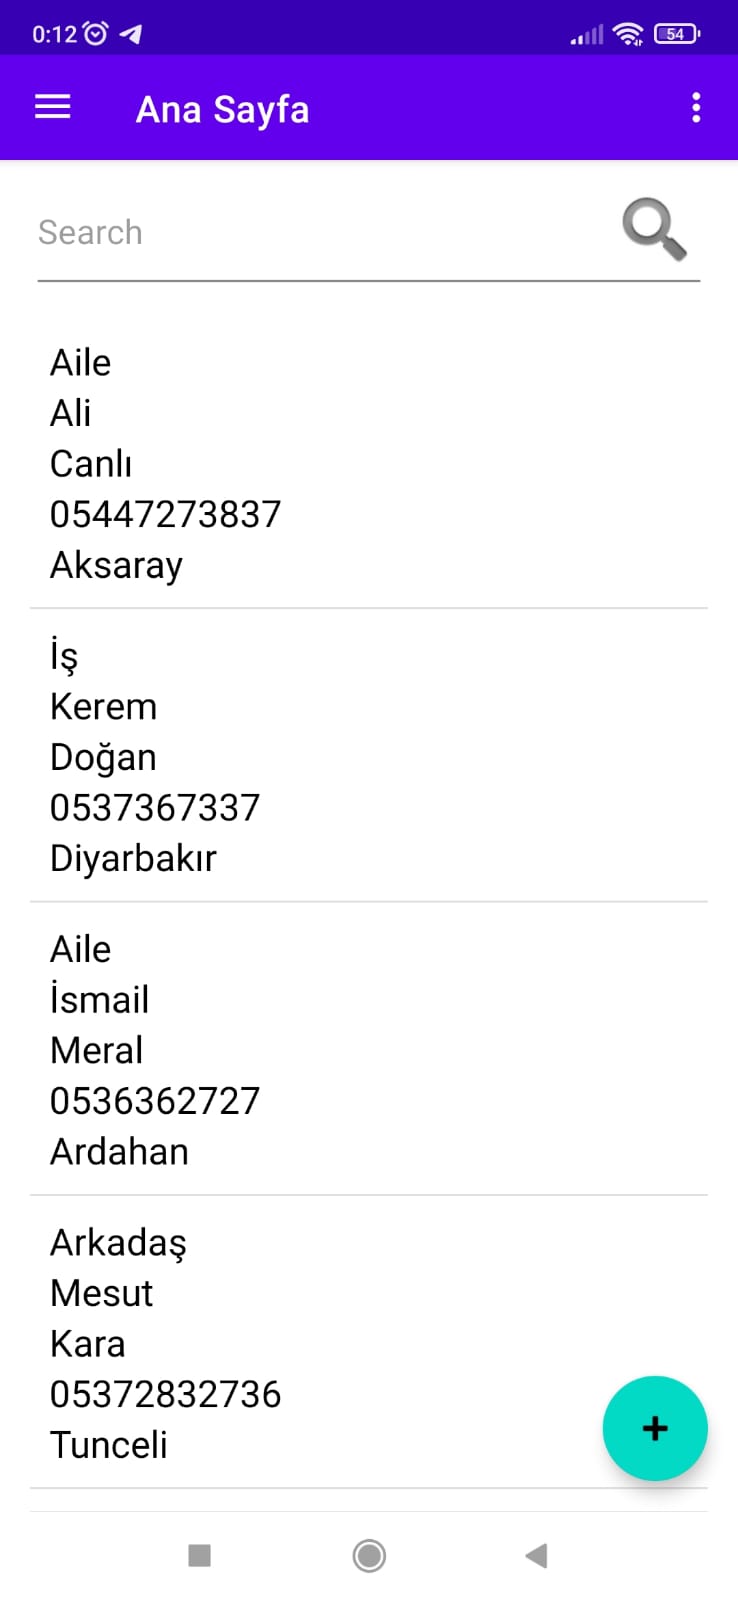 0:12
54
Ana Sayfa
Search
Aile
Ali
Canlı
05447273837
Aksaray
İş
Kerem
Doğan
0537367337
Diyarbakır
Aile
İsmail
Meral
0536362727
Ardahan
Arkadaş
Mesut
Kara
05372832736
Tunceli
+